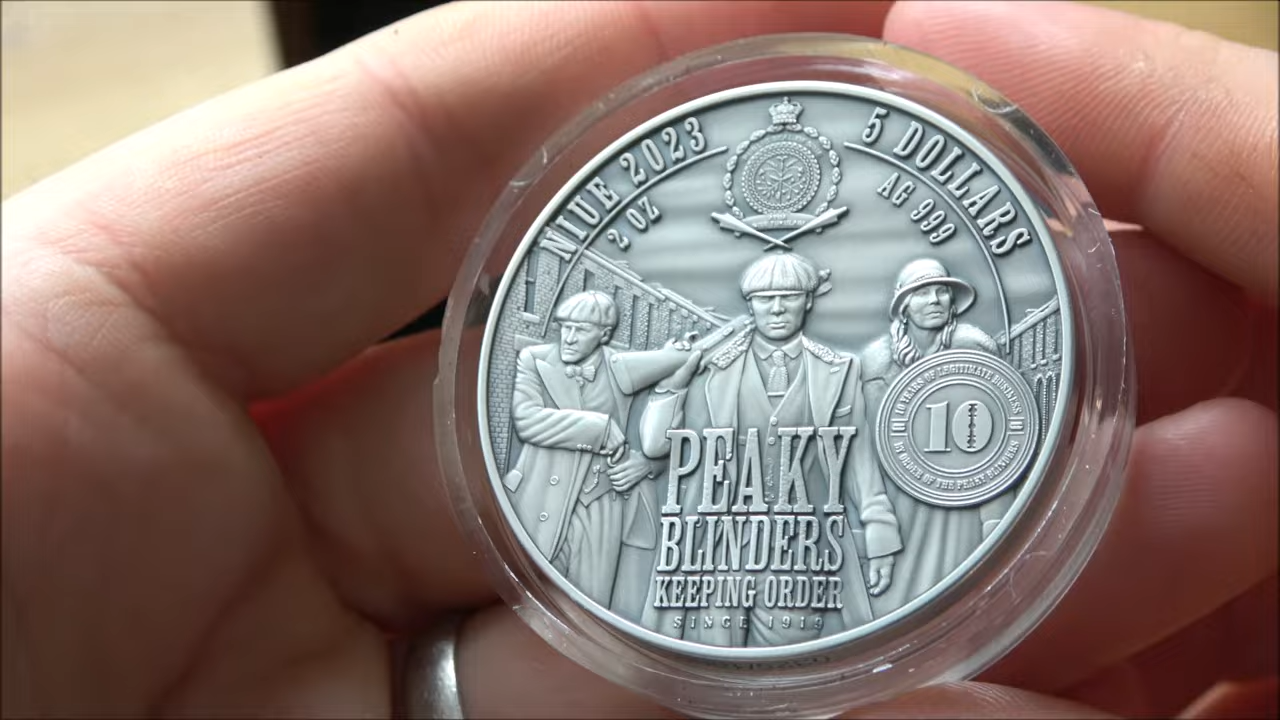 NIUE 2023
2 OZ
5 DOLLARS
AG 999
10 YEARS OF LEGITIMATE BUSINESS
10
BY ORDER OF THE PEAKY BLINDERS
PEAKY
BLINDERS
KEEPING ORDER
SINCE 1919